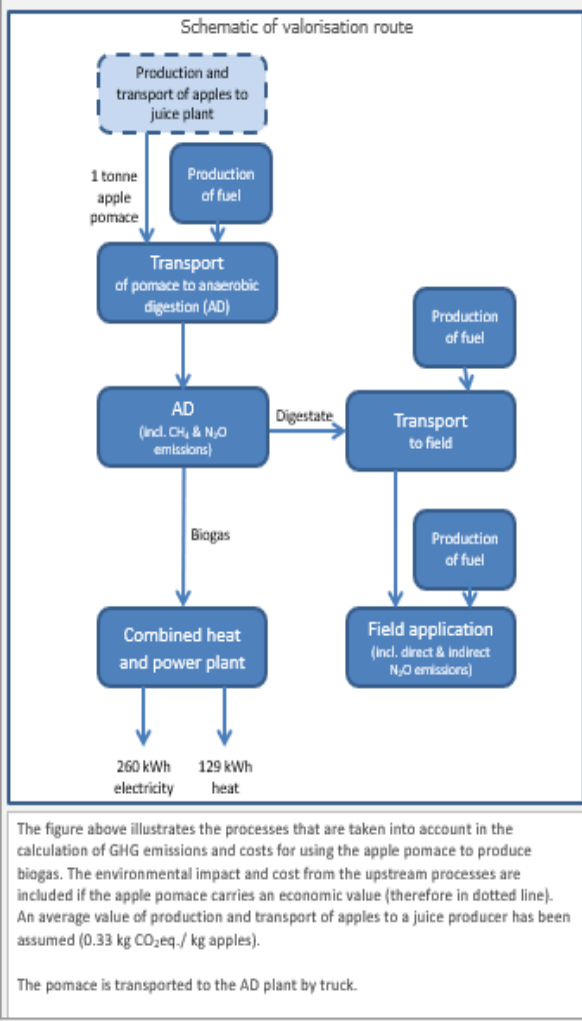 Schematic of valorisation route
Production and
transport of apples to
juice plant
1 tonne
apple
pomace
Production
of fuel
Transport
of pomace to anaerobic
digestion (AD)
Production
of fuel
AD
(incl. CH₄ & N₂O
emissions)
Digestate
Transport
to field
Biogas
Production
of fuel
Combined heat
and power plant
Field application
(incl. direct & indirect
N₂O emissions)
260 kWh
electricity
129 kWh
heat
The figure above illustrates the processes that are taken into account in the
calculation of GHG emissions and costs for using the apple pomace to produce
biogas. The environmental impact and cost from the upstream processes are
included if the apple pomace carries an economic value (therefore in dotted line).
An average value of production and transport of apples to a juice producer has been
assumed (0.33 kg CO₂eq./ kg apples).
The pomace is transported to the AD plant by truck.